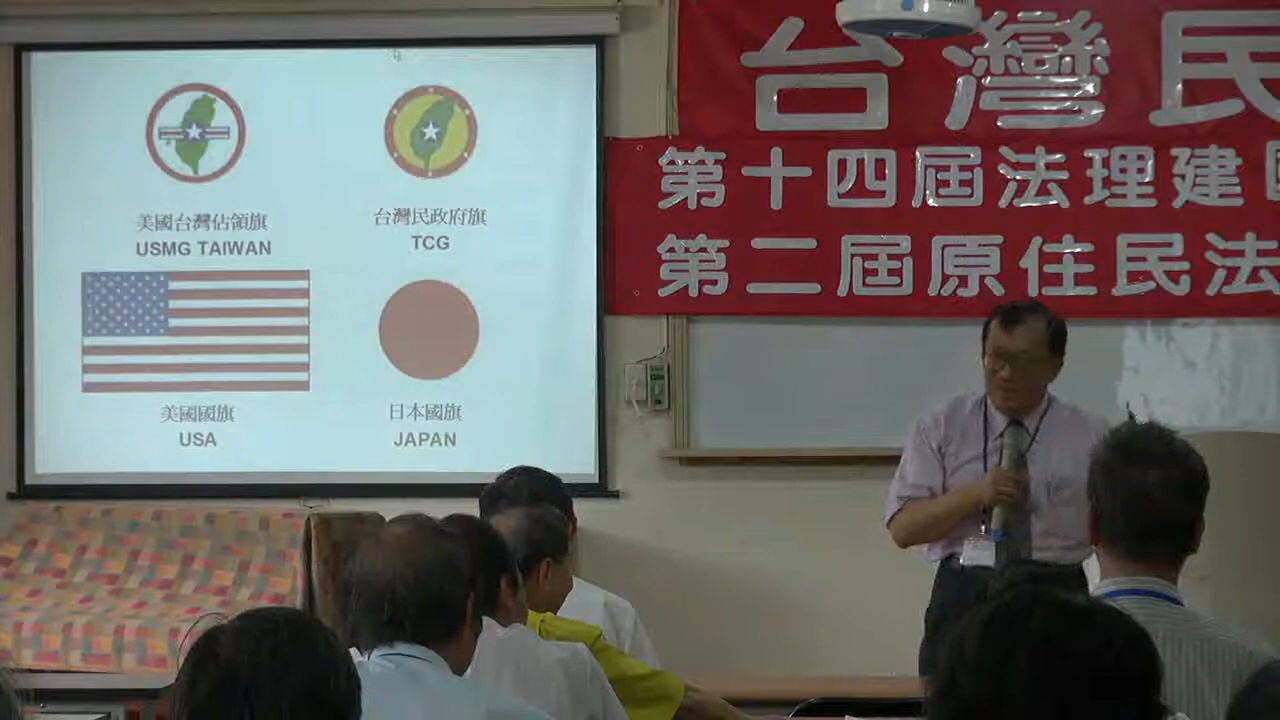 美國台灣佔領旗
USMG TAIWAN
台灣民政府旗
TCG
美國國旗
USA
日本國旗
JAPAN
台灣民
第十四屆法理建
第二屆原住民法